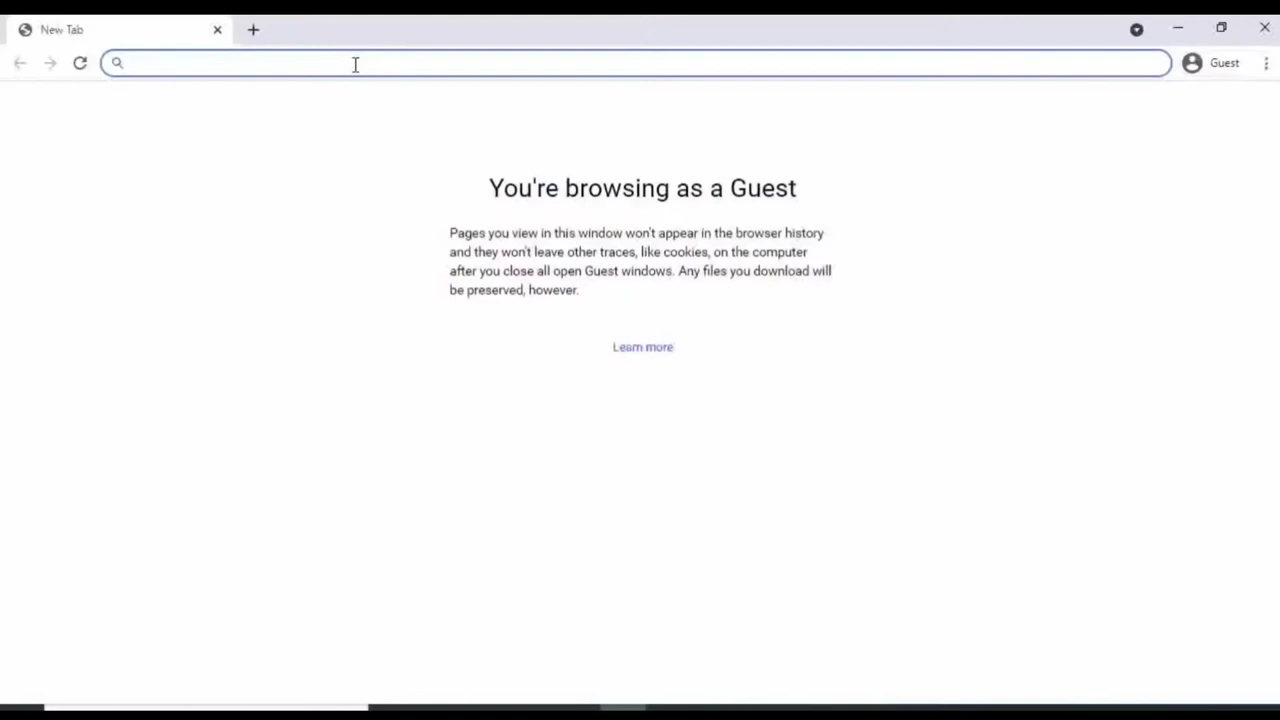 New Tab
Guest
You're browsing as a Guest
Pages you view in this window won't appear in the browser history
and they won't leave other traces, like cookies, on the computer
after you close all open Guest windows. Any files you download will
be preserved, however.
Learn more